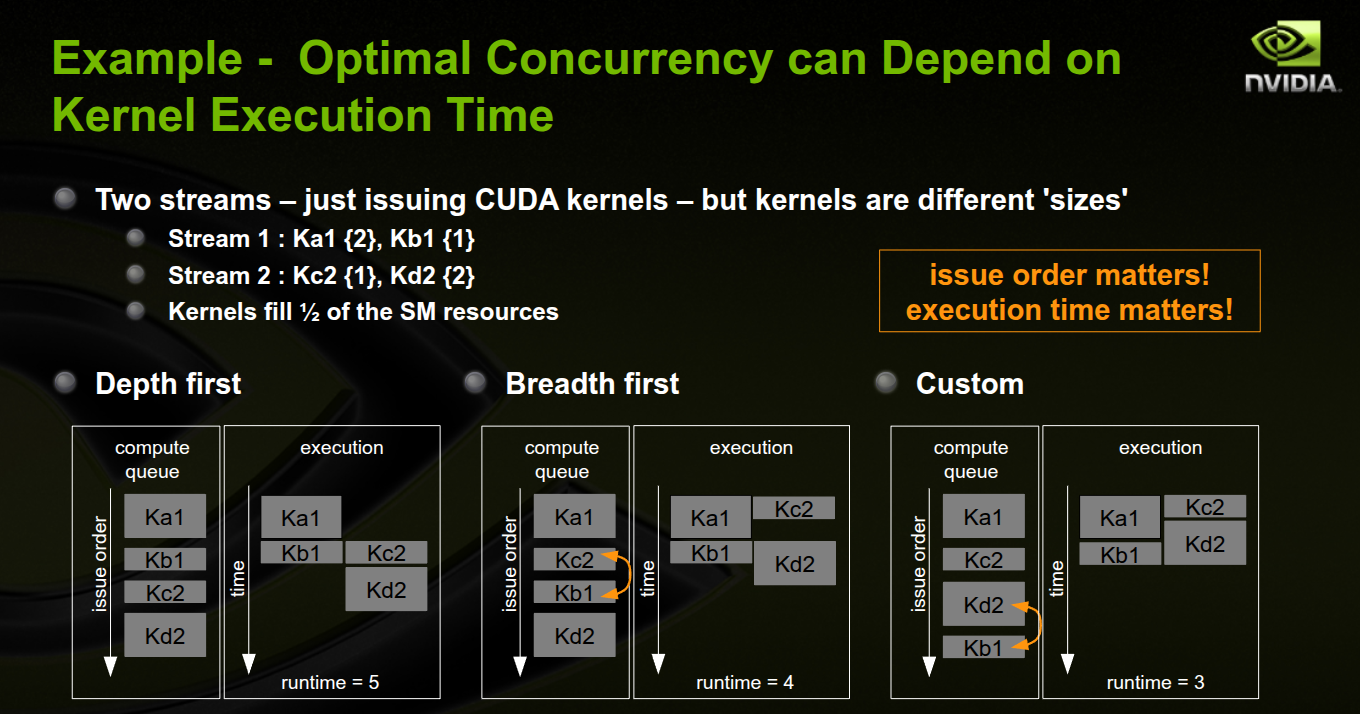 Example - Optimal Concurrency can Depend on
Kernel Execution Time
NVIDIA.
Two streams – just issuing CUDA kernels – but kernels are different 'sizes'
Stream 1 : Ka1 {2}, Kb1 {1}
Stream 2 : Kc2 {1}, Kd2 {2}
Kernels fill ½ of the SM resources
issue order matters!
execution time matters!
Depth first
compute
queue
issue order
Ka1
Kb1
Kc2
Kd2
execution
time
Ka1
Kb1
Kc2
Kd2
runtime = 5
Breadth first
compute
queue
issue order
Ka1
Kc2
Kb1
Kd2
execution
time
Ka1
Kc2
Kb1
Kd2
runtime = 4
Custom
compute
queue
issue order
Ka1
Kc2
Kd2
Kb1
execution
time
Ka1
Kc2
Kb1
Kd2
runtime = 3